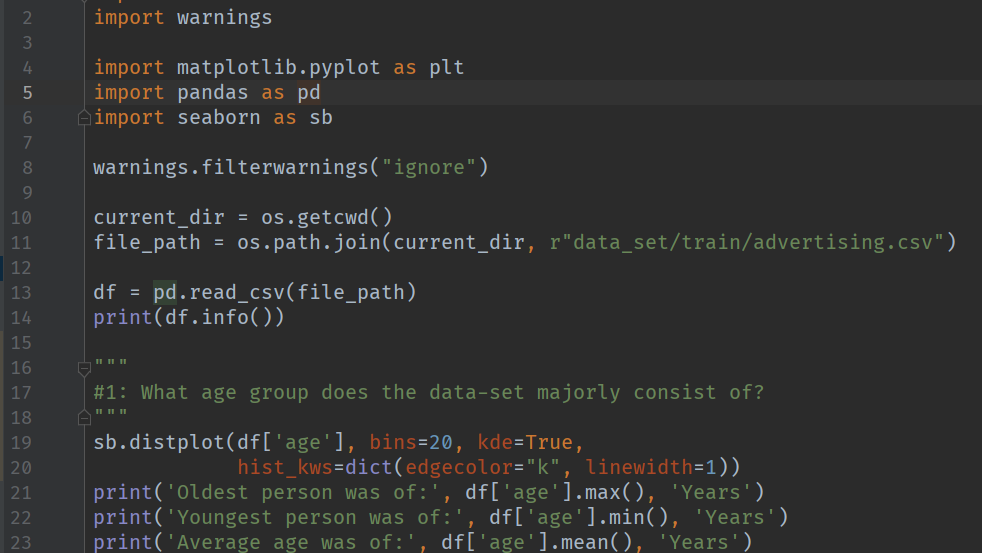 2 import warnings
3
4 import matplotlib.pyplot as plt
5 import pandas as pd
6 import seaborn as sb
7
8 warnings.filterwarnings("ignore")
9
10 current_dir = os.getcwd()
11 file_path = os.path.join(current_dir, r"data_set/train/advertising.csv")
12
13 df = pd.read_csv(file_path)
14 print(df.info())
15
16 """
17 #1: What age group does the data-set majorly consist of?
18 """
19 sb.distplot(df['age'], bins=20, kde=True,
20             hist_kws=dict(edgecolor="k", linewidth=1))
21 print('Oldest person was of:', df['age'].max(), 'Years')
22 print('Youngest person was of:', df['age'].min(), 'Years')
23 print('Average age was of:', df['age'].mean(), 'Years')